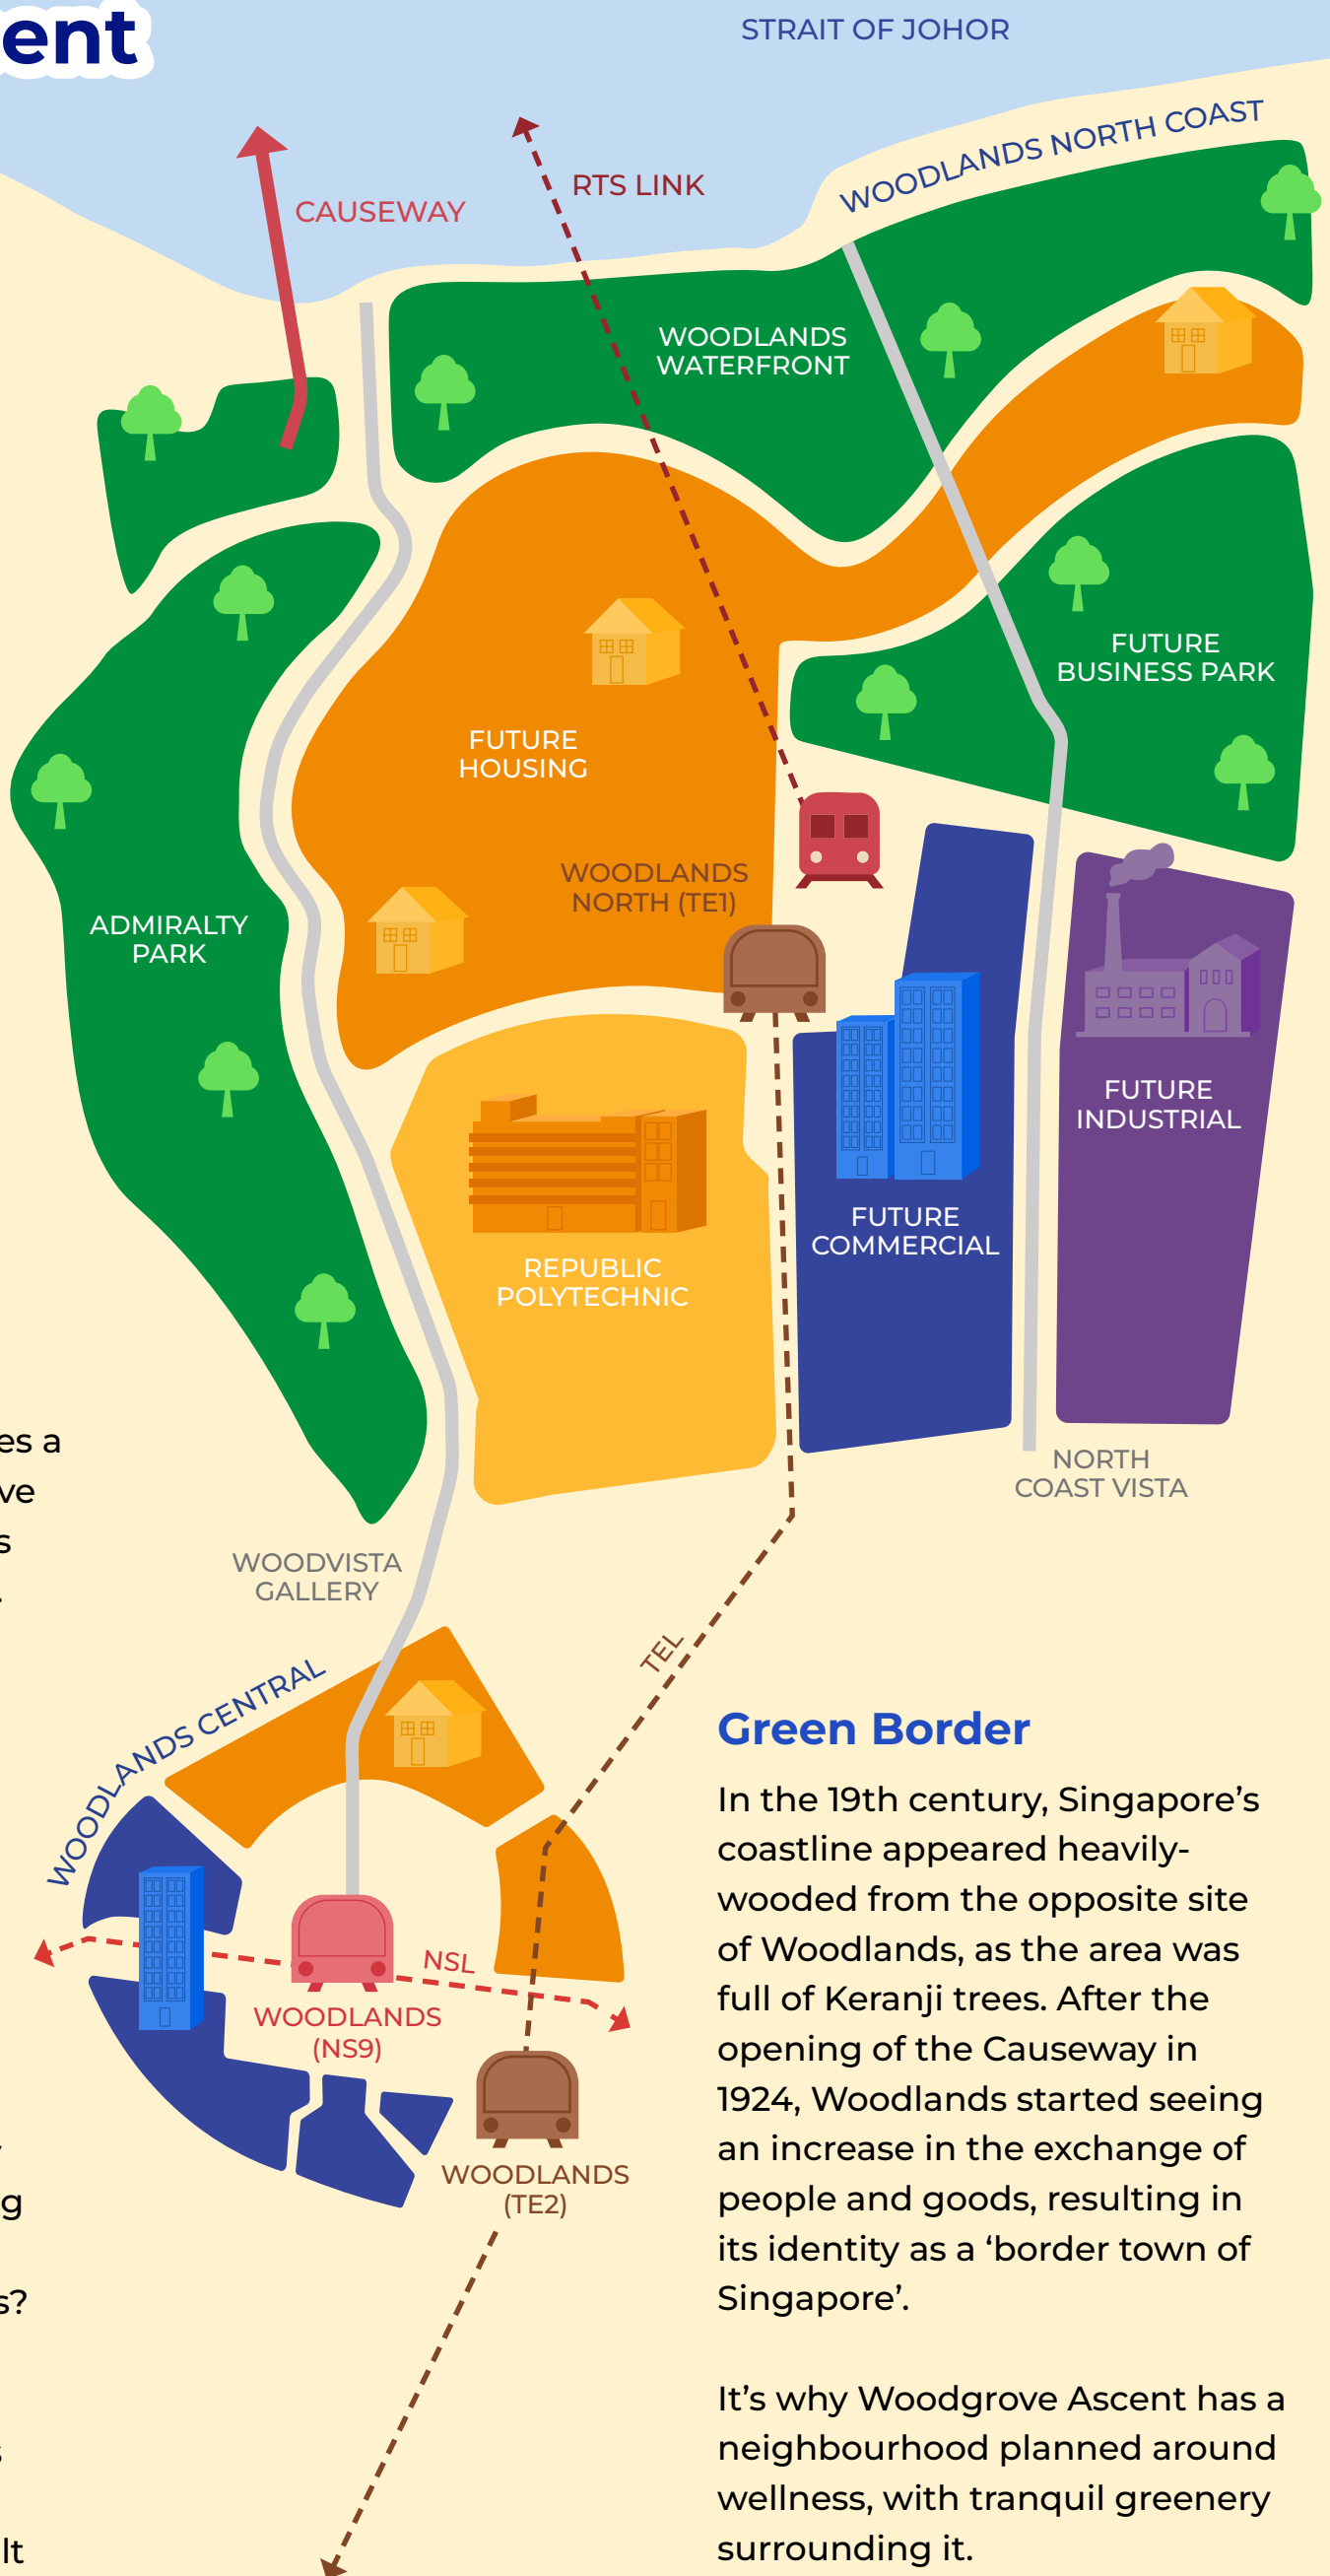 ent
STRAIT OF JOHOR
WOODLANDS NORTH COAST
CAUSEWAY
RTS LINK
WOODLANDS
WATERFRONT
FUTURE
BUSINESS PARK
FUTURE
HOUSING
WOODLANDS
NORTH (TE1)
ADMIRALTY
PARK
FUTURE
INDUSTRIAL
FUTURE
COMMERCIAL
REPUBLIC
POLYTECHNIC
NORTH
COAST VISTA
es a
ve
s
.
WOODVISTA
GALLERY
TEL
WOODLANDS CENTRAL
NSL
WOODLANDS
(NS9)
WOODLANDS
(TE2)
g
s?
s
lt
Green Border
In the 19th century, Singapore’s
coastline appeared heavily-
wooded from the opposite site
of Woodlands, as the area was
full of Keranji trees. After the
opening of the Causeway in
1924, Woodlands started seeing
an increase in the exchange of
people and goods, resulting in
its identity as a ‘border town of
Singapore’.
It’s why Woodgrove Ascent has a
neighbourhood planned around
wellness, with tranquil greenery
surrounding it.